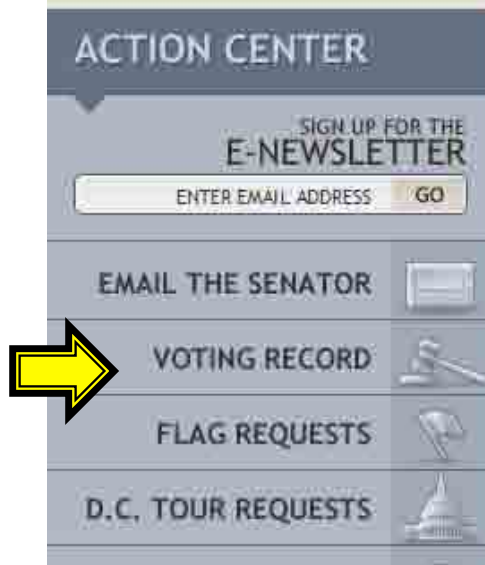 ACTION CENTER
SIGN UP FOR THE
E-NEWSLETTER
ENTER EMAIL ADDRESS GO
EMAIL THE SENATOR
VOTING RECORD
FLAG REQUESTS
D.C. TOUR REQUESTS